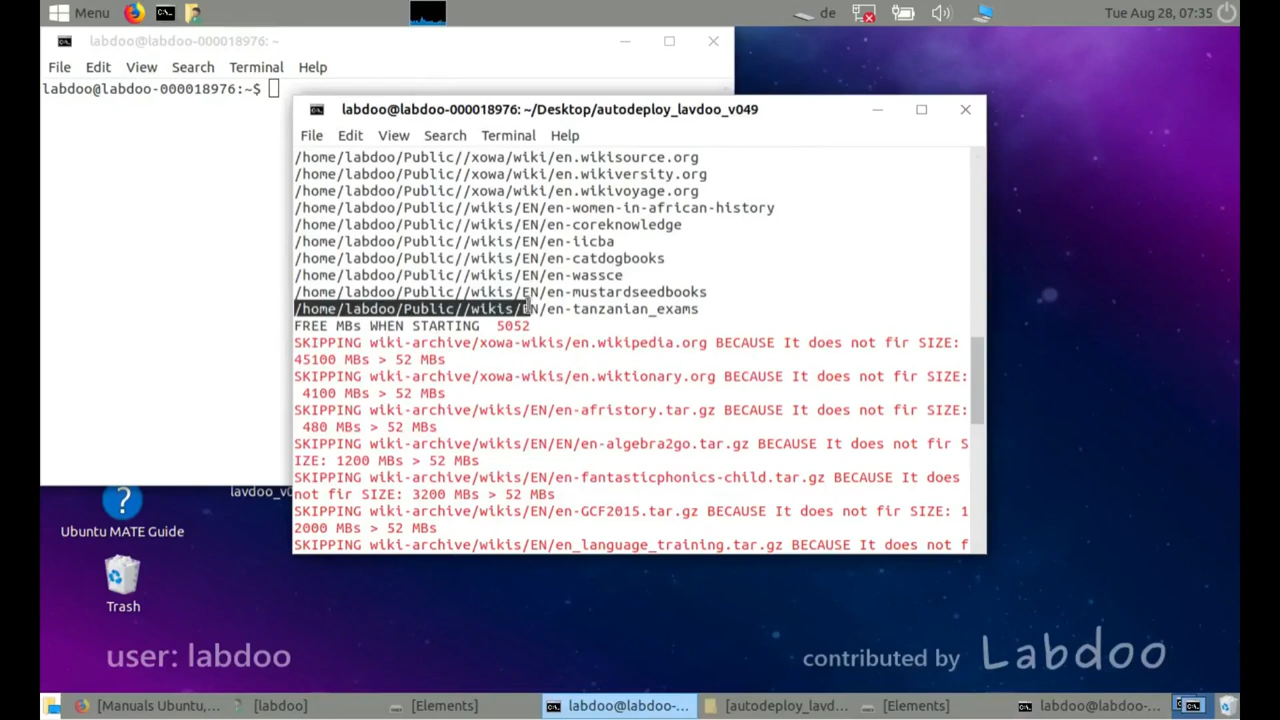 Menu
de
Tue Aug 28, 07:35
labdoo@labdoo-000018976: ~
File Edit View Search Terminal Help
labdoo@labdoo-000018976:~$
labdoo@labdoo-000018976: ~/Desktop/autodeploy_lavdoo_v049
File Edit View Search Terminal Help
/home/labdoo/Public//xowa/wiki/en.wikisource.org
/home/labdoo/Public//xowa/wiki/en.wikiversity.org
/home/labdoo/Public//xowa/wiki/en.wikivoyage.org
/home/labdoo/Public//wikis/EN/en-women-in-african-history
/home/labdoo/Public//wikis/EN/en-coreknowledge
/home/labdoo/Public//wikis/EN/en-iicba
/home/labdoo/Public//wikis/EN/en-catdogbooks
/home/labdoo/Public//wikis/EN/en-wassce
/home/labdoo/Public//wikis/EN/en-mustardseedbooks
/home/labdoo/Public//wikis/EN/en-tanzanian_exams
FREE MBs WHEN STARTING  5052
SKIPPING wiki-archive/xowa-wikis/en.wikipedia.org BECAUSE It does not fir SIZE:
45100 MBs > 52 MBs
SKIPPING wiki-archive/xowa-wikis/en.wiktionary.org BECAUSE It does not fir SIZE:
4100 MBs > 52 MBs
SKIPPING wiki-archive/wikis/EN/en-afristory.tar.gz BECAUSE It does not fir SIZE:
480 MBs > 52 MBs
SKIPPING wiki-archive/wikis/EN/EN/en-algebra2go.tar.gz BECAUSE It does not fir S
IZE: 1200 MBs > 52 MBs
SKIPPING wiki-archive/wikis/EN/en-fantasticphonics-child.tar.gz BECAUSE It does
not fir SIZE: 3200 MBs > 52 MBs
SKIPPING wiki-archive/wikis/EN/en-GCF2015.tar.gz BECAUSE It does not fir SIZE: 1
2000 MBs > 52 MBs
SKIPPING wiki-archive/wikis/EN/en_language_training.tar.gz BECAUSE It does not f
lavdoo_v0
Ubuntu MATE Guide
Trash
user: labdoo
contributed by Labdoo
[Manuals Ubuntu,...
[labdoo]
[Elements]
labdoo@labdoo-...
[autodeploy_lavd...
[Elements]
labdoo@labdoo-...